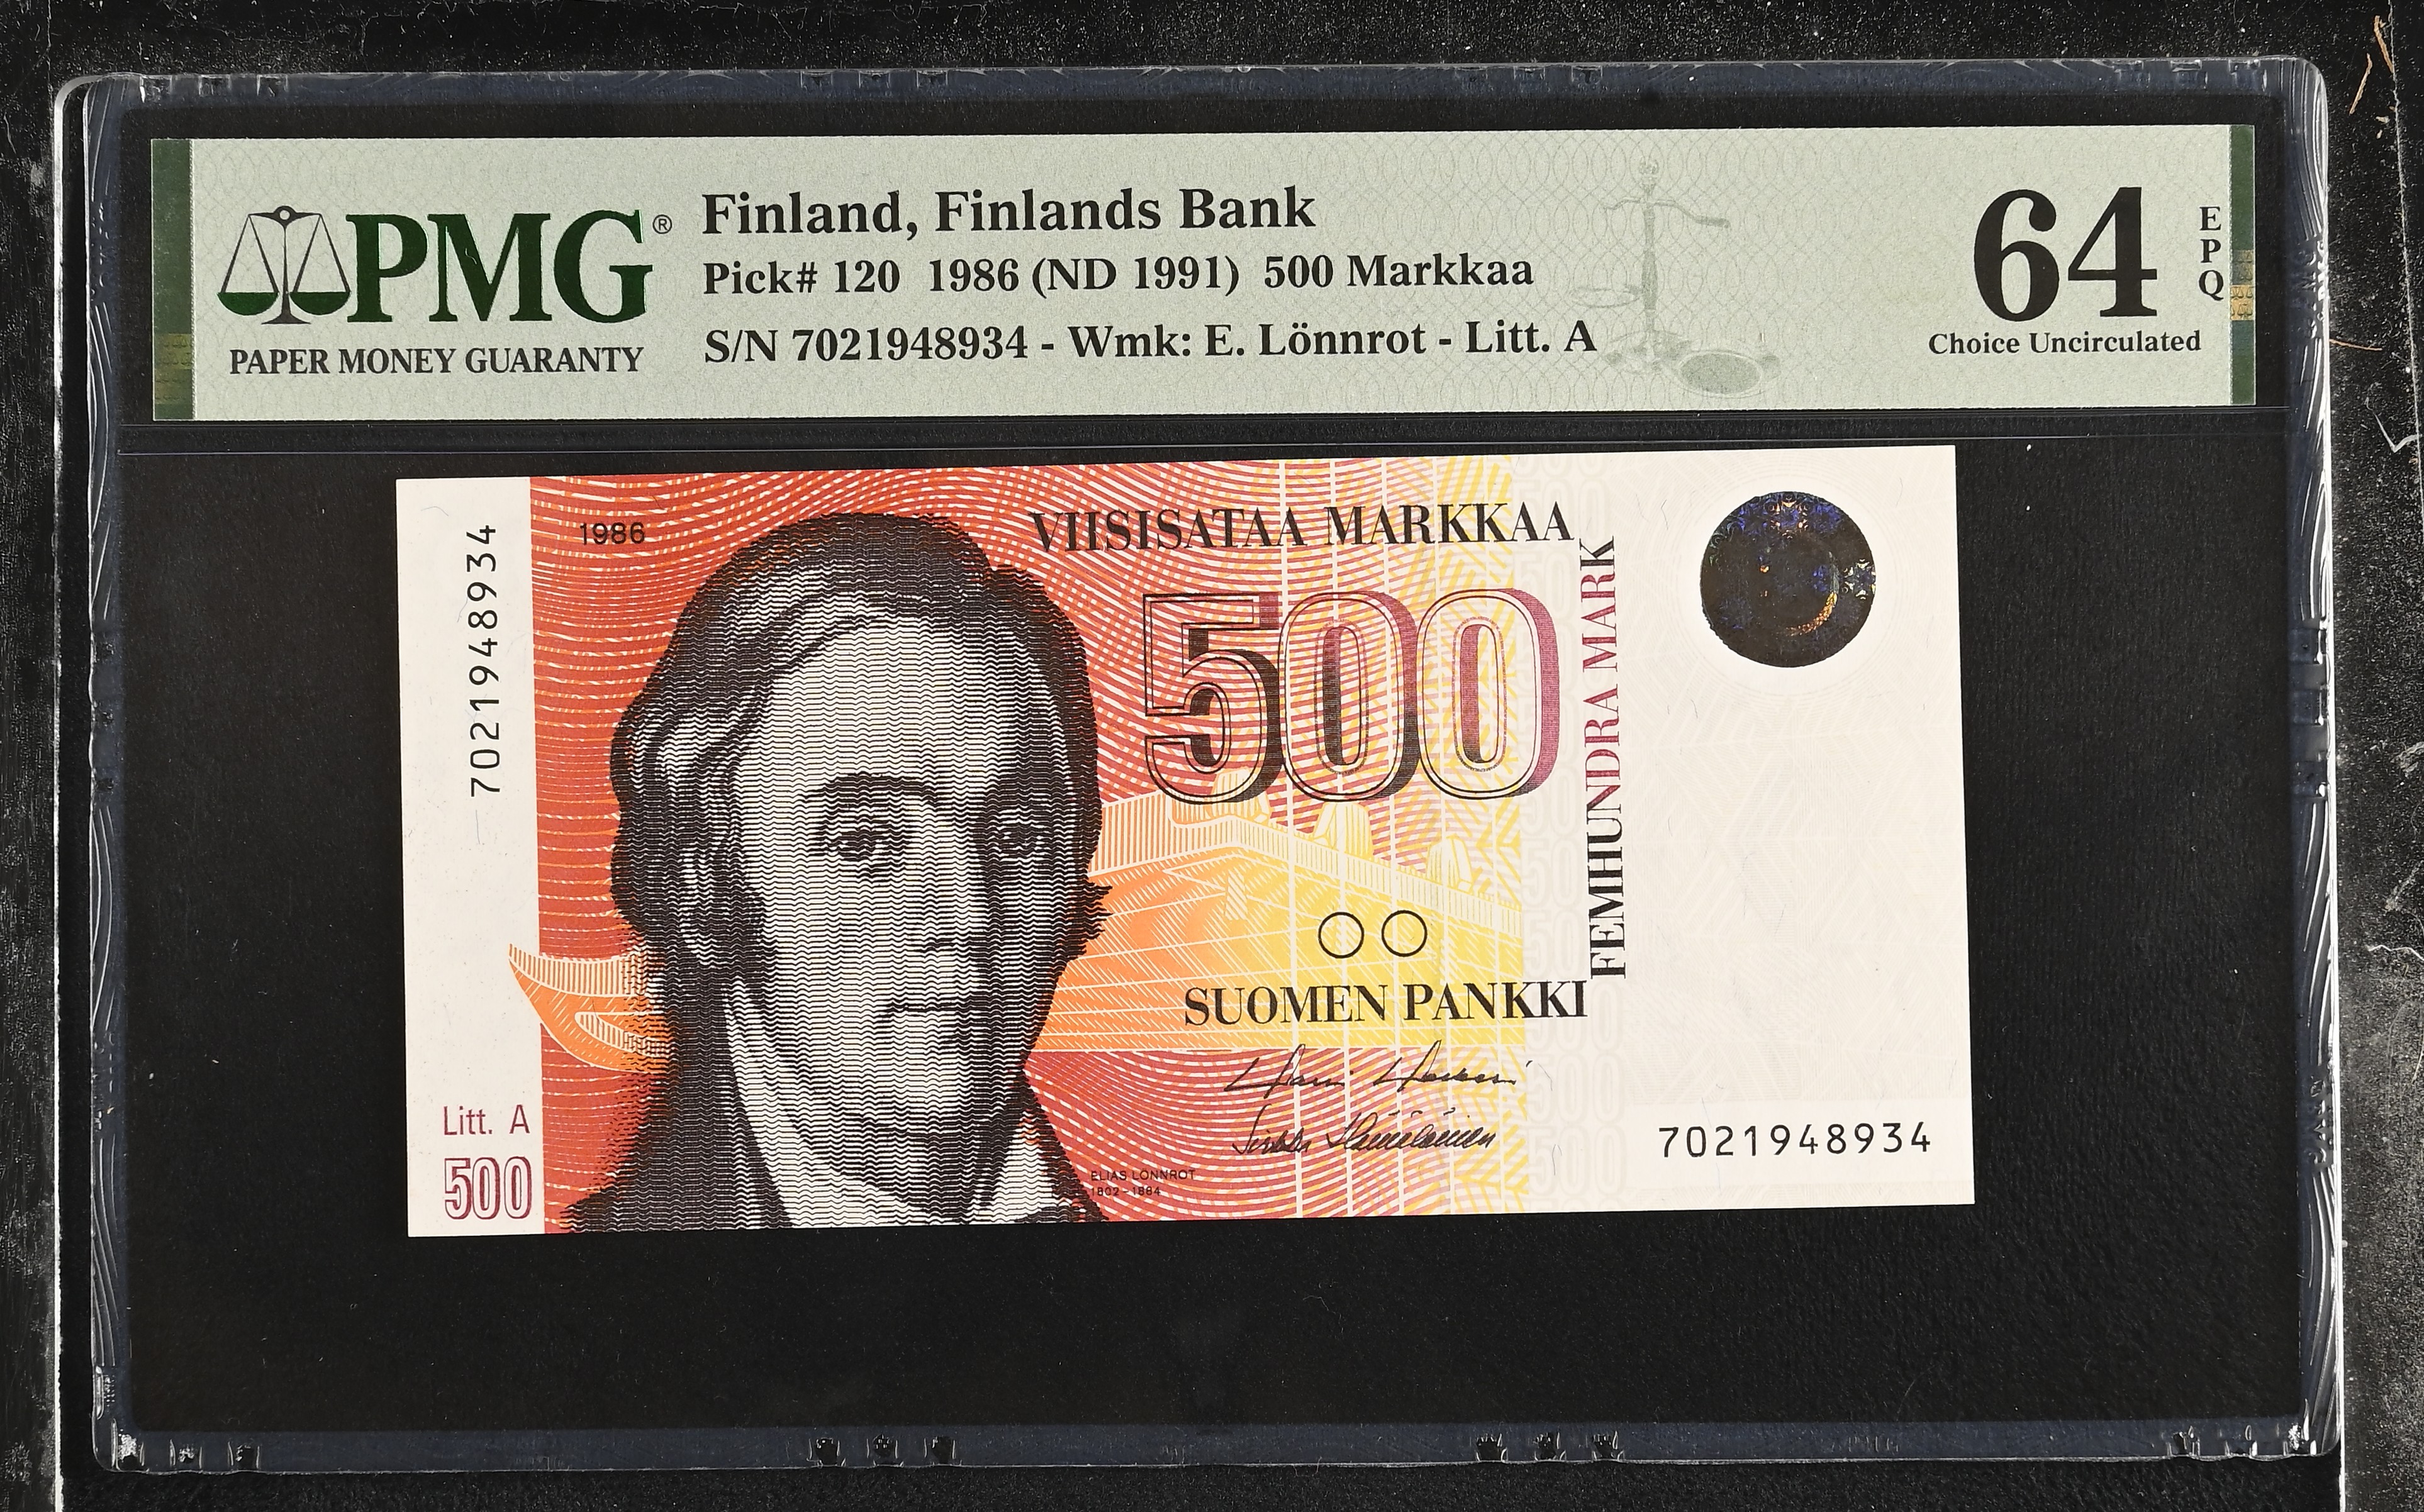 PMG®
PAPER MONEY GUARANTY
Finland, Finlands Bank
Pick# 120 1986 (ND 1991) 500 Markkaa
S/N 7021948934 - Wmk: E. Lönnrot - Litt. A
64
EPQ
Choice Uncirculated
7021948934
1986
VIISISATAA MARKKAA
500
FEMHUNDRA MARK
SUOMEN PANKKI
ELIAS LÖNNROT
1802-1884
Litt. A
500
7021948934